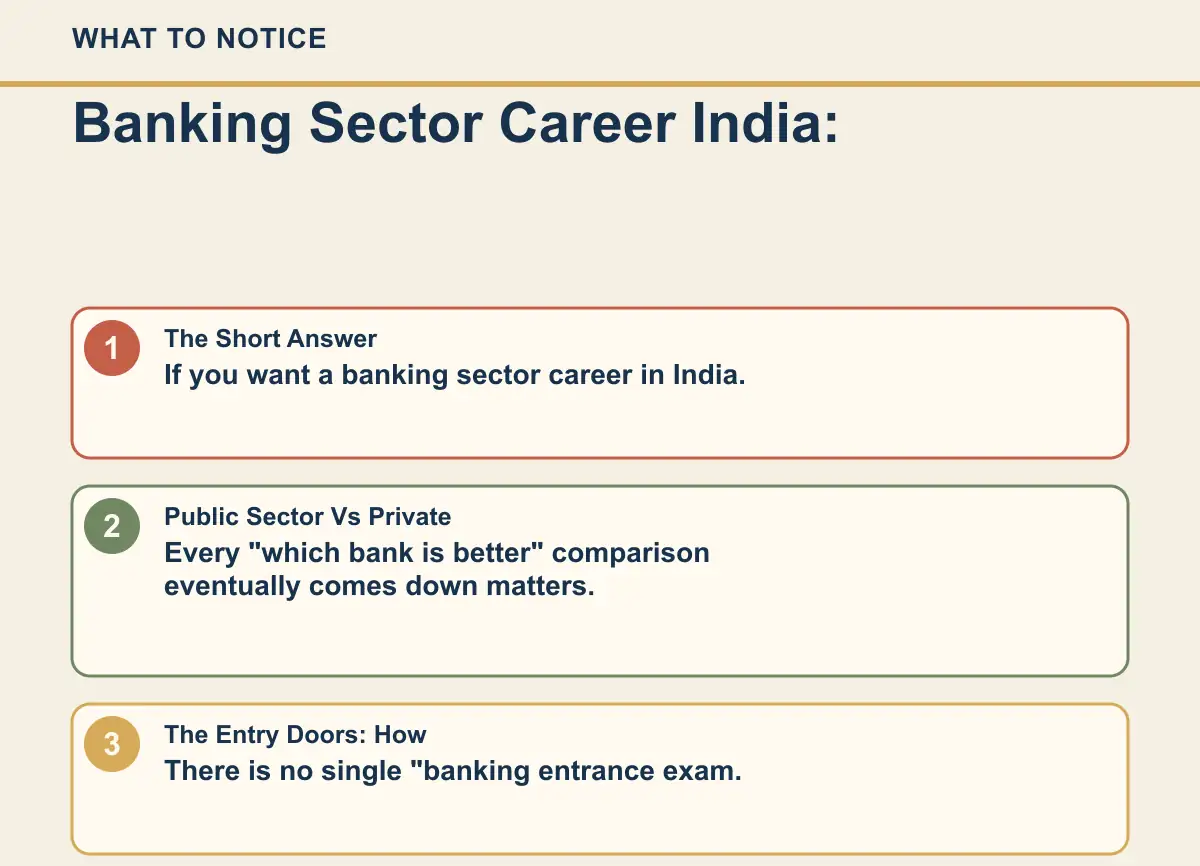 WHAT TO NOTICE
Banking Sector Career India:
1
The Short Answer
If you want a banking sector career in India.
2
Public Sector Vs Private
Every "which bank is better" comparison
eventually comes down matters.
3
The Entry Doors: How
There is no single "banking entrance exam.